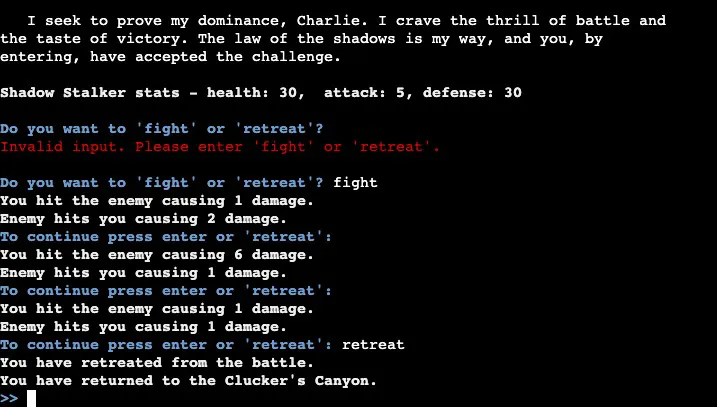 I seek to prove my dominance, Charlie. I crave the thrill of battle and
the taste of victory. The law of the shadows is my way, and you, by
entering, have accepted the challenge.
Shadow Stalker stats - health: 30,  attack: 5, defense: 30
Do you want to 'fight' or 'retreat'?
Invalid input. Please enter 'fight' or 'retreat'.
Do you want to 'fight' or 'retreat'? fight
You hit the enemy causing 1 damage.
Enemy hits you causing 2 damage.
To continue press enter or 'retreat':
You hit the enemy causing 6 damage.
Enemy hits you causing 1 damage.
To continue press enter or 'retreat':
You hit the enemy causing 1 damage.
Enemy hits you causing 1 damage.
To continue press enter or 'retreat': retreat
You have retreated from the battle.
You have returned to the Clucker's Canyon.
>>